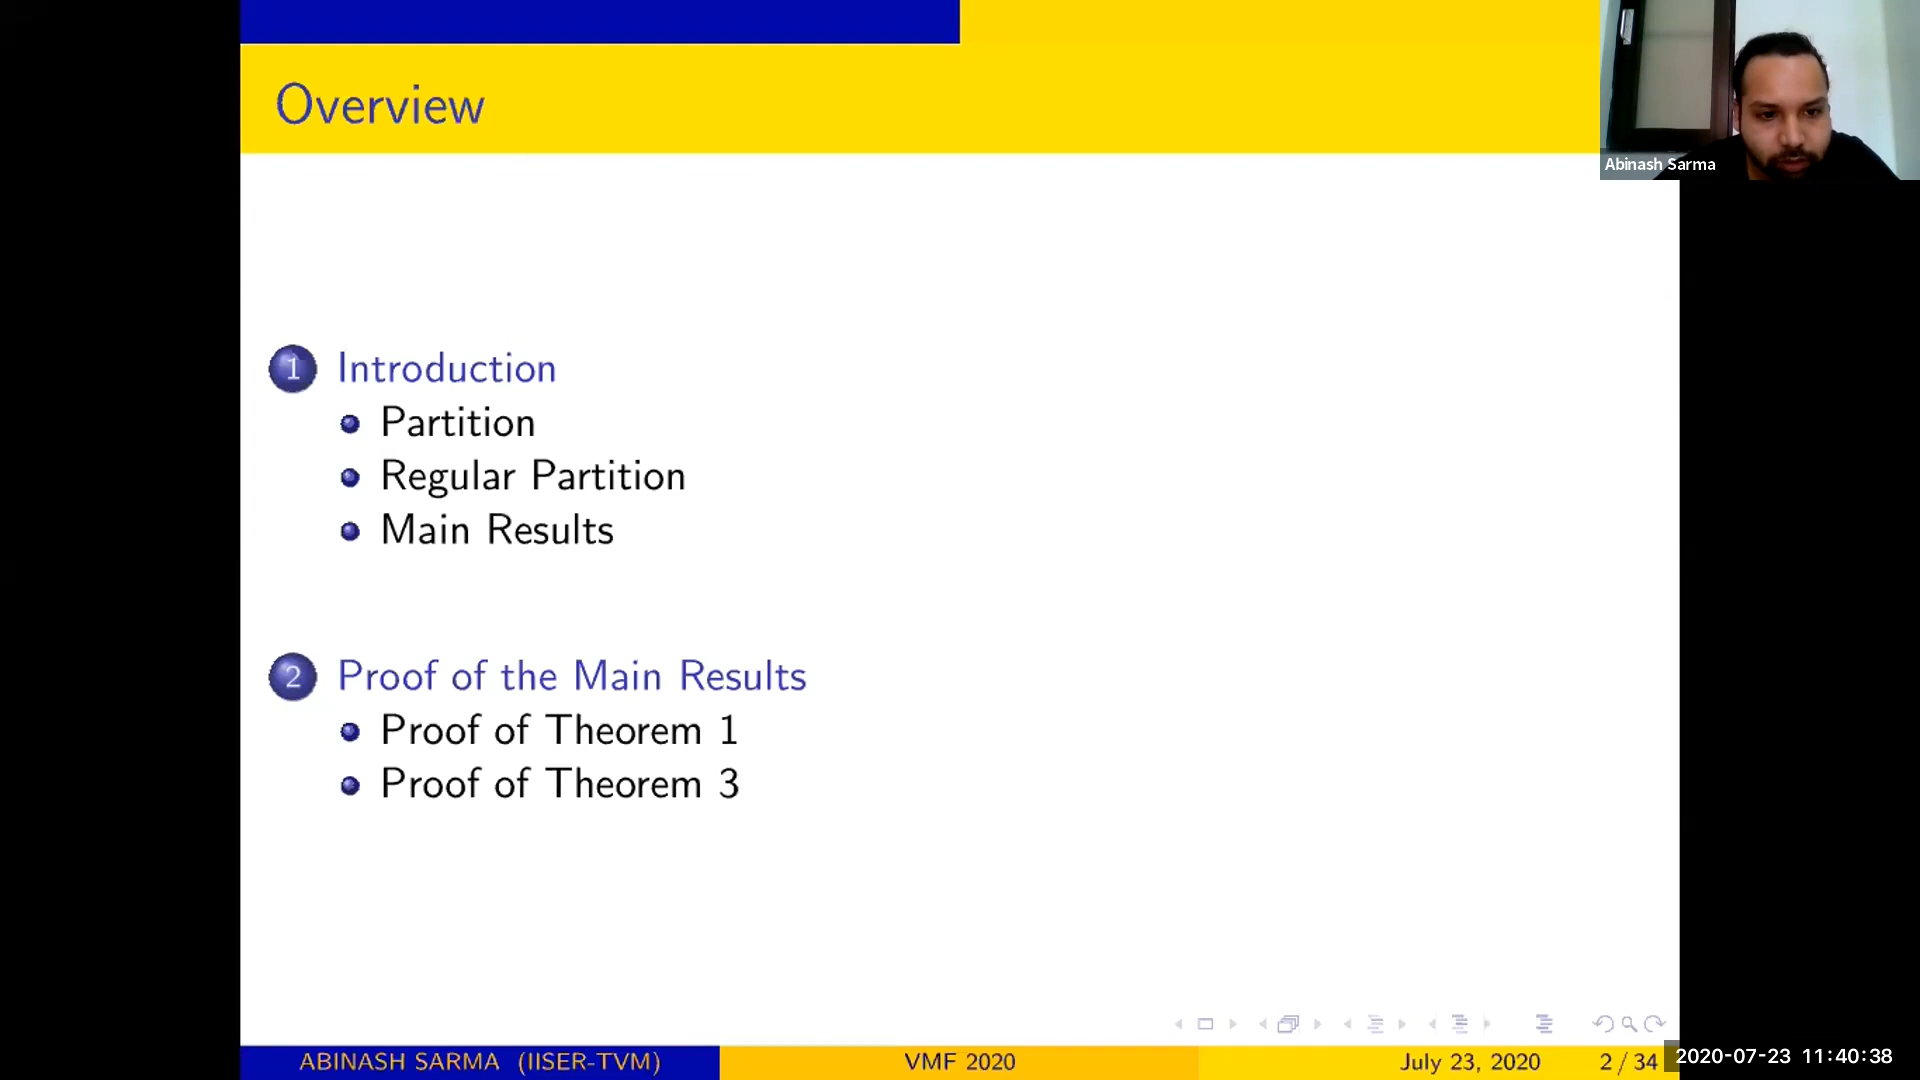 Overview
Abinash Sarma
1 Introduction
Partition
Regular Partition
Main Results
2 Proof of the Main Results
Proof of Theorem 1
Proof of Theorem 3
ABINASH SARMA (IISER-TVM) VMF 2020 July 23, 2020 2 / 34
2020-07-23 11:40:38